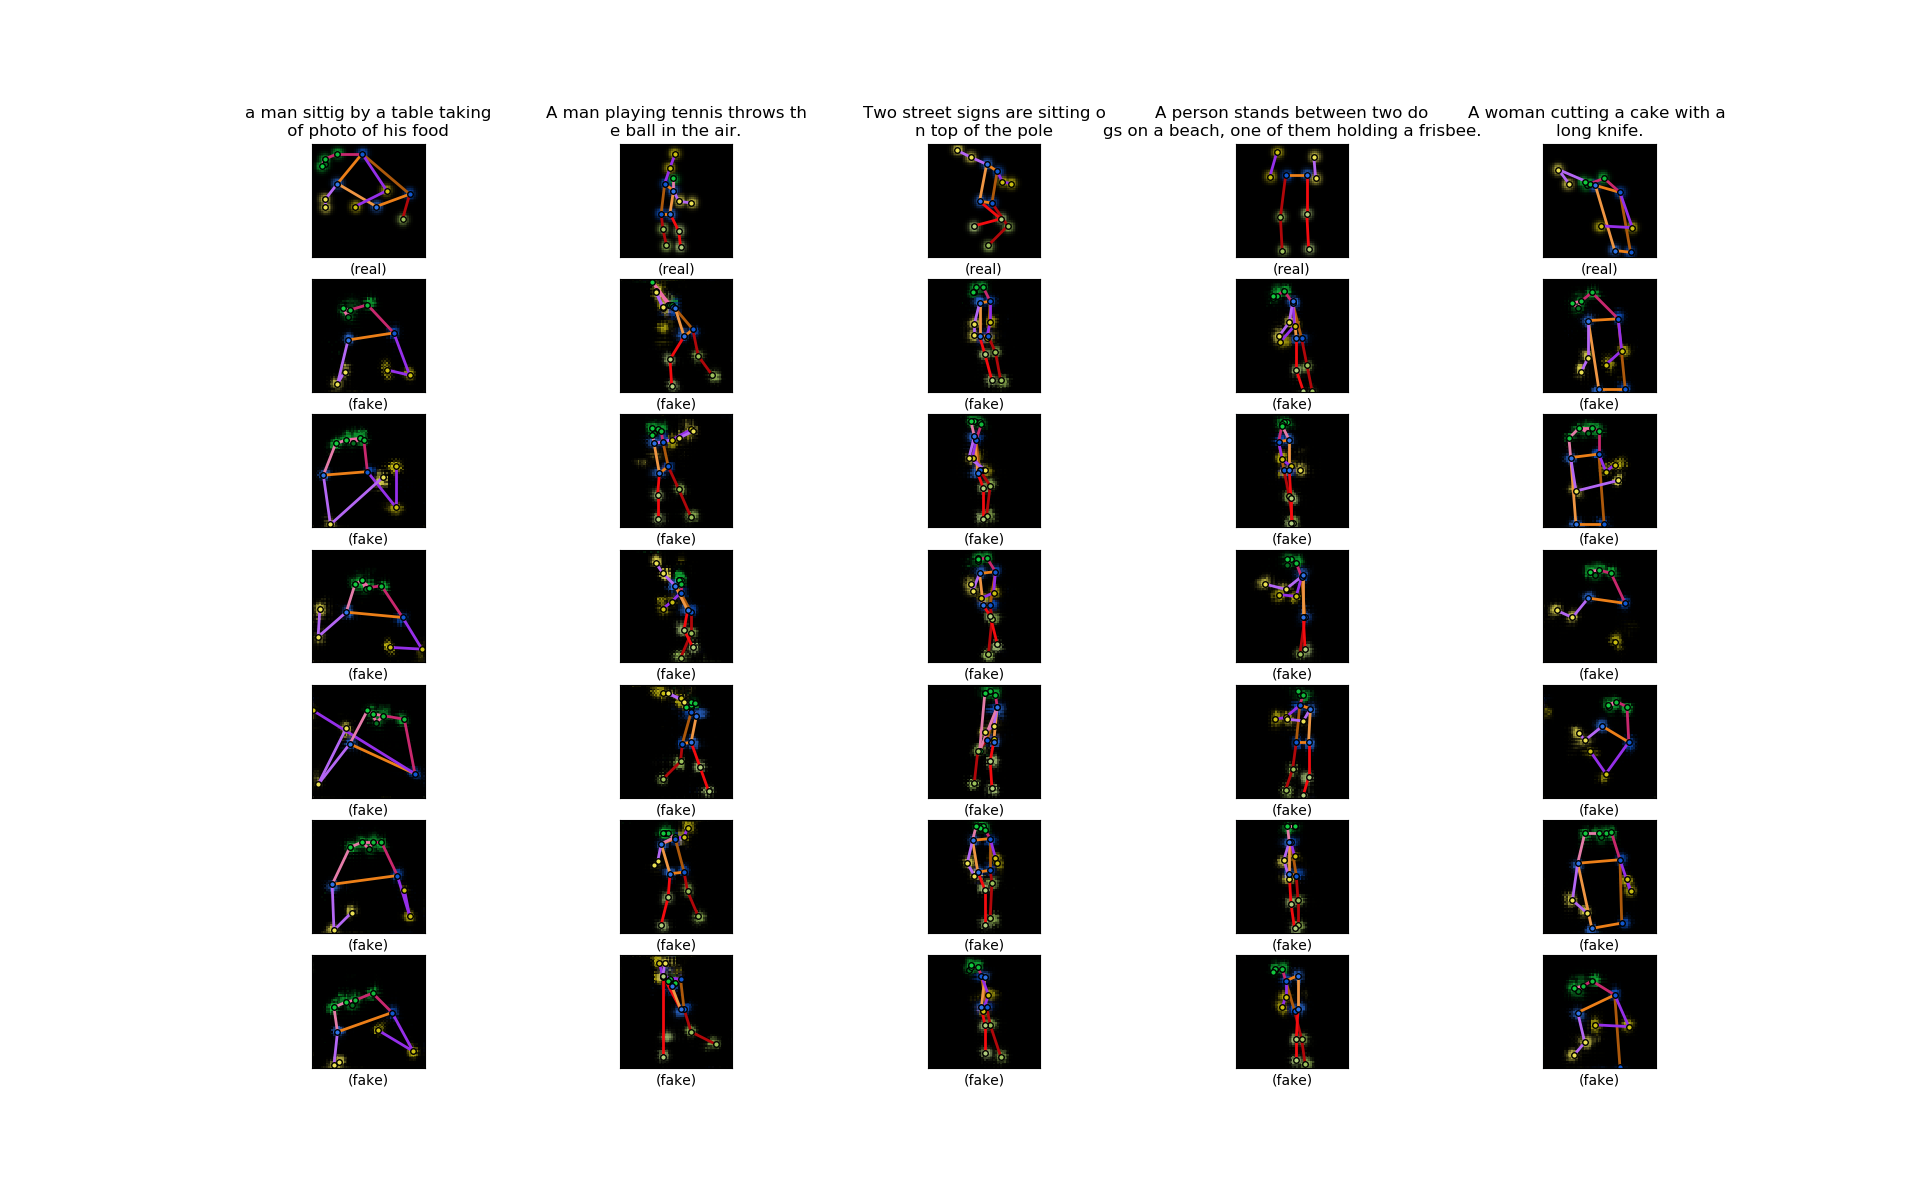 a man sittig by a table taking
of photo of his food
A man playing tennis throws th
e ball in the air.
Two street signs are sitting o
n top of the pole
A person stands between two do
gs on a beach, one of them holding a frisbee.
A woman cutting a cake with a
long knife.
(real) (real) (real) (real) (real)
(fake) (fake) (fake) (fake) (fake)
(fake) (fake) (fake) (fake) (fake)
(fake) (fake) (fake) (fake) (fake)
(fake) (fake) (fake) (fake) (fake)
(fake) (fake) (fake) (fake) (fake)
(fake) (fake) (fake) (fake) (fake)